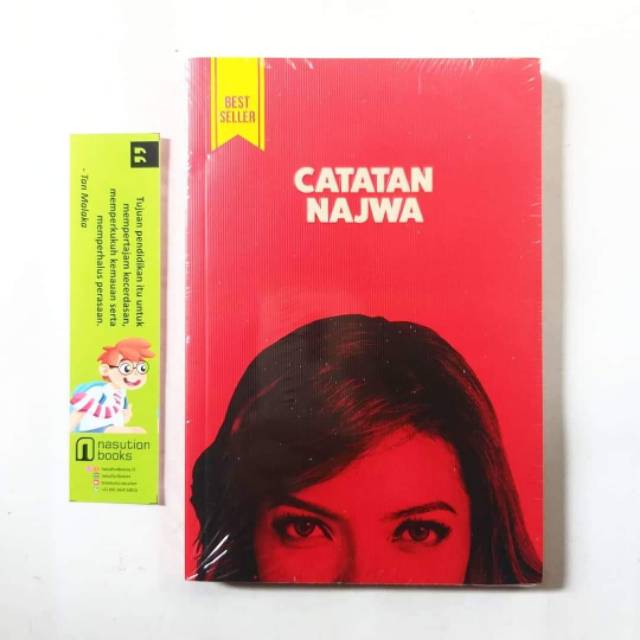 BEST
SELLER
CATATAN
NAJWA
Tujuan pendidikan itu untuk
mempertajam kecerdasan,
memperkukuh kemauan serta
memperhalus perasaan.
- Tan Malaka
nasution
books